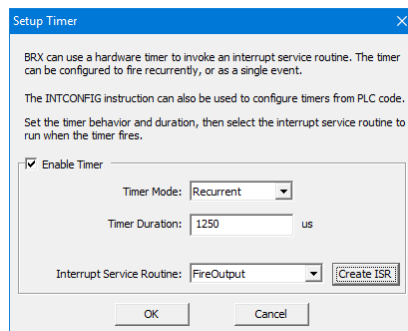 Setup Timer
BRX can use a hardware timer to invoke an interrupt service routine. The timer
can be configured to fire recurrently, or as a single event.
The INTCONFIG instruction can also be used to configure timers from PLC code.
Set the timer behavior and duration, then select the interrupt service routine to
run when the timer fires.
Enable Timer
Timer Mode: Recurrent
Timer Duration: 1250 us
Interrupt Service Routine: FireOutput Create ISR
OK Cancel